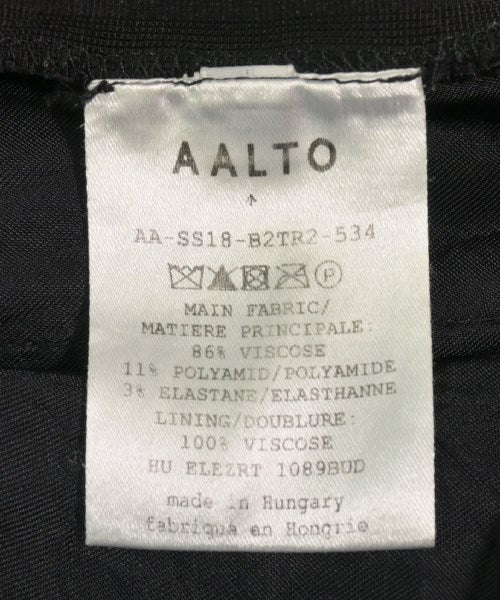 AALTO
AA-SS18-B2TR2-534
P
MAIN FABRIC/
MATIERE PRINCIPALE:
86% VISCOSE
11% POLYAMID/POLYAMIDE
3% ELASTANE/ELASTHANNE
LINING/DOUBLURE:
100% VISCOSE
HU ELEZRT 1089BUD
made in Hungary
fabriqua en Hongrie